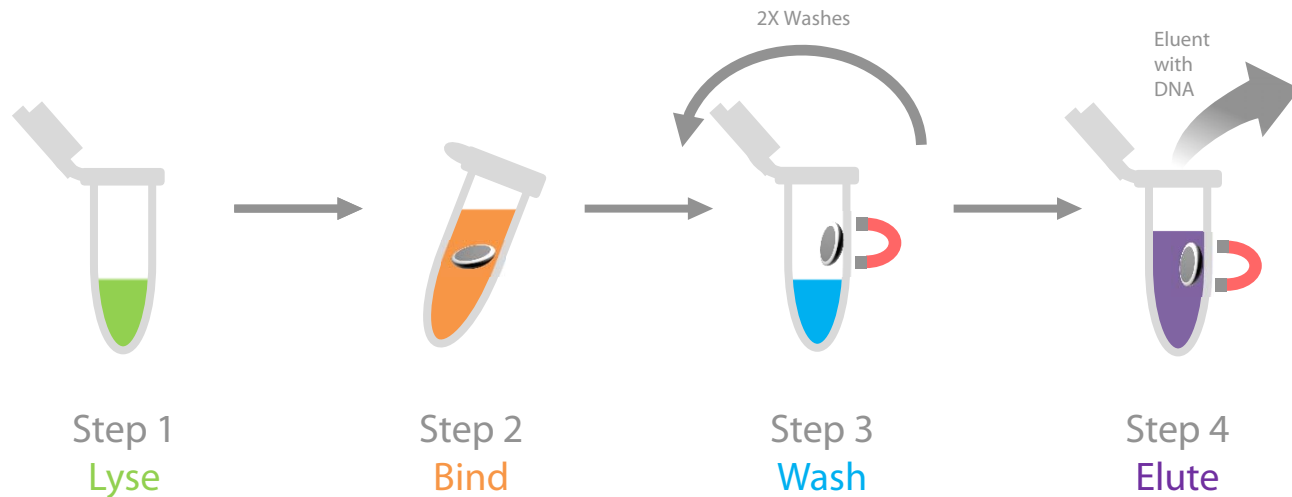 2X Washes
Eluent
with
DNA
Step 1
Lyse
Step 2
Bind
Step 3
Wash
Step 4
Elute